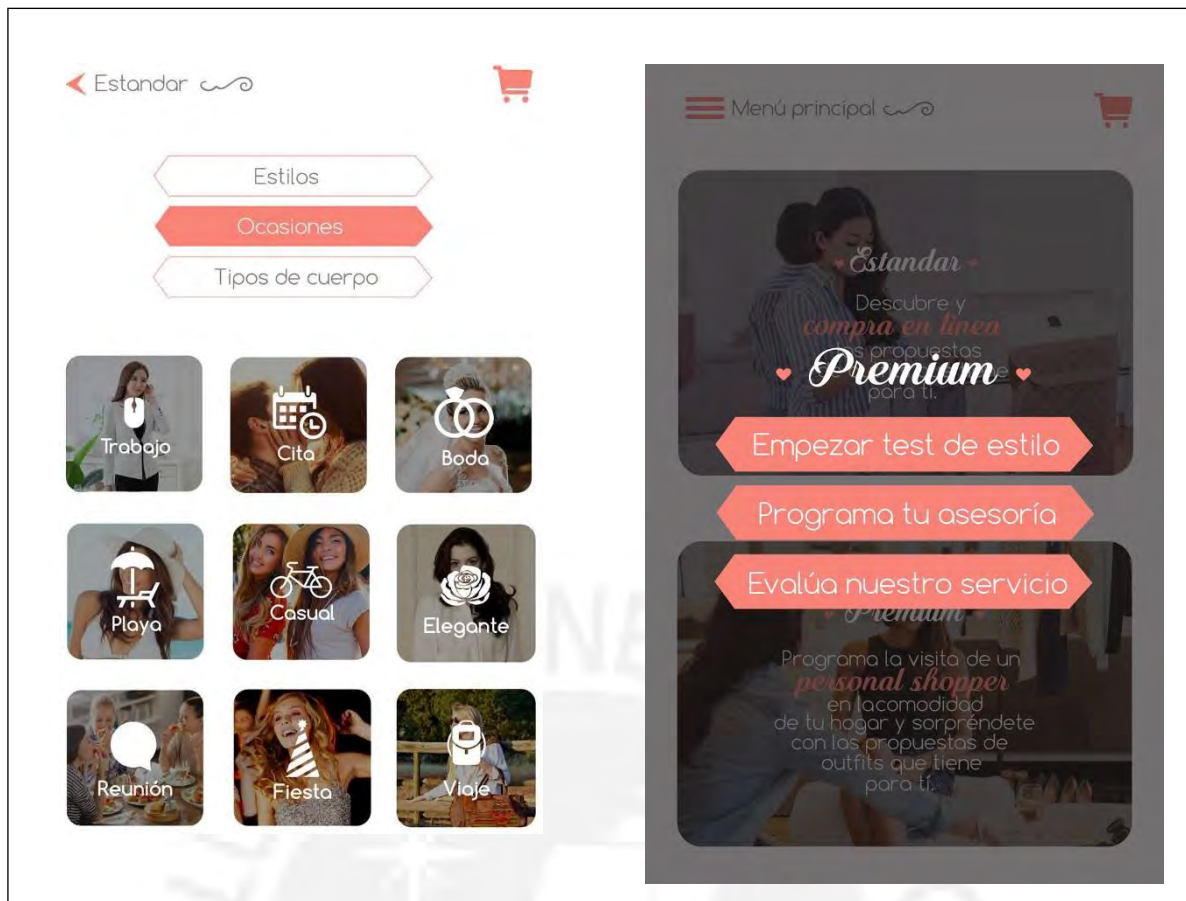 Estandar
Estilos
Ocasiones
Tipos de cuerpo
Trabajo
Cita
Boda
Playa
Casual
Elegante
Reunión
Fiesta
Viaje
Menú principal
Estandar
Descubre y
compra en línea
propuestas
Premium
para tí.
Empezar test de estilo
Programa tu asesoría
Evalúa nuestro servicio
Premium
Programa la visita de un
personal shopper
en lacomodidad
de tu hogar y sorpréndete
con las propuestas de
outfits que tiene
para tí.